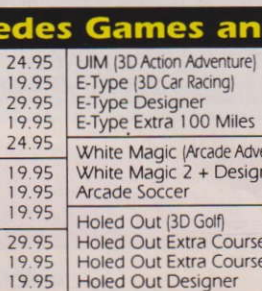 edes Games an
24.95 UIM (3D Action Adventure)
19.95 E-Type (3D Car Racing)
29.95 E-Type Designer
19.95 E-Type Extra 100 Miles
24.95
White Magic (Arcade Adve
19.95 White Magic 2 + Design
19.95 Arcade Soccer
19.95
Holed Out (3D Golf)
29.95 Holed Out Extra Course
19.95 Holed Out Extra Course
19.95 Holed Out Designer